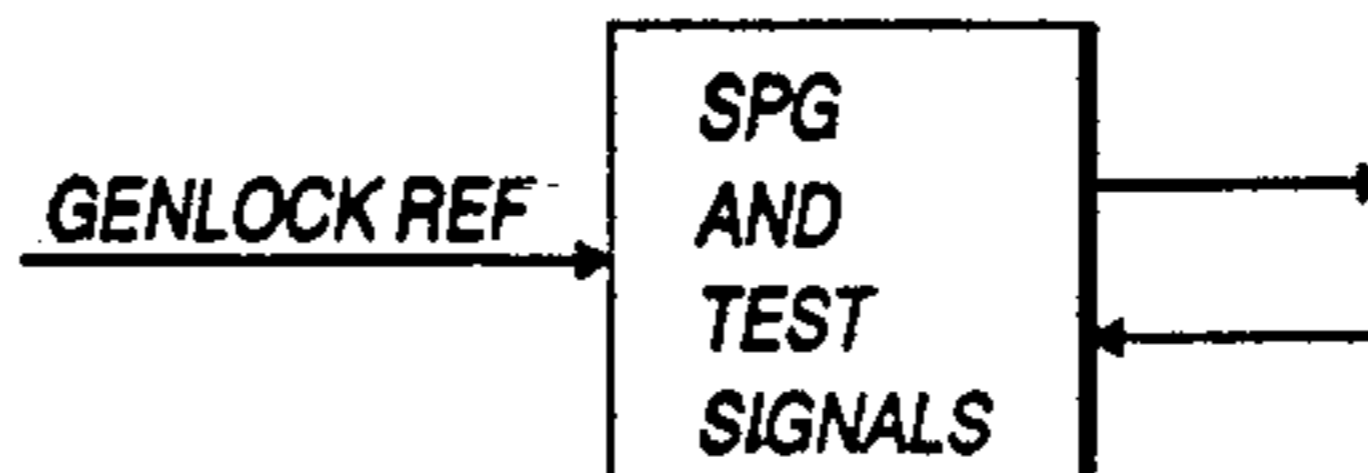 GENLOCK REF
SPG
AND
TEST
SIGNALS